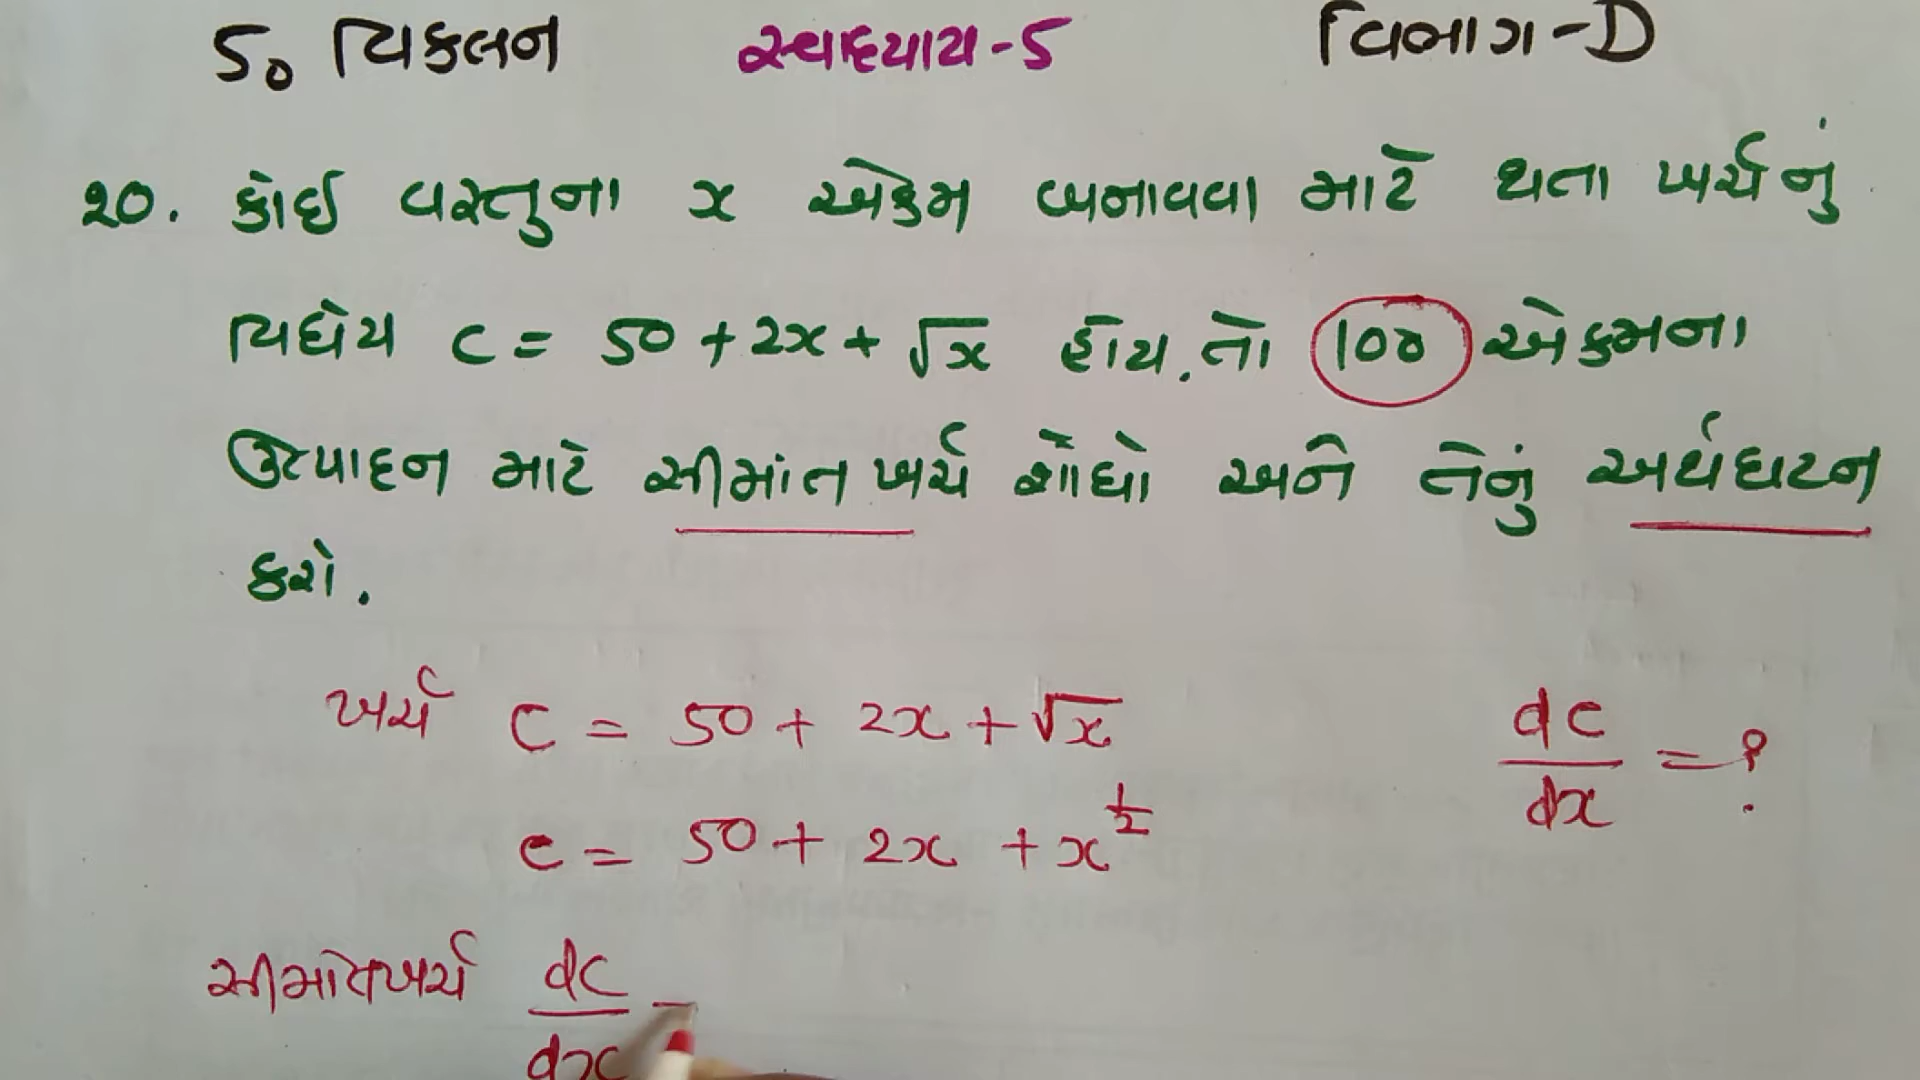 5. વિકલન સ્વાધ્યાય-5 વિભાગ-D
20. કોઈ વસ્તુના x એકમ બનાવવા માટે થતા ખર્ચનું
વિધેય C = 50 + 2x + √x હોય. તો 100 એકમના
ઉત્પાદન માટે સીમાંત ખર્ચ શોધો અને તેનું અર્થઘટન
કરો.
ખર્ચ C = 50 + 2x + √x dc/dx = ?
c = 50 + 2x + x^1/2
સીમાંતખર્ચ dc/dx =